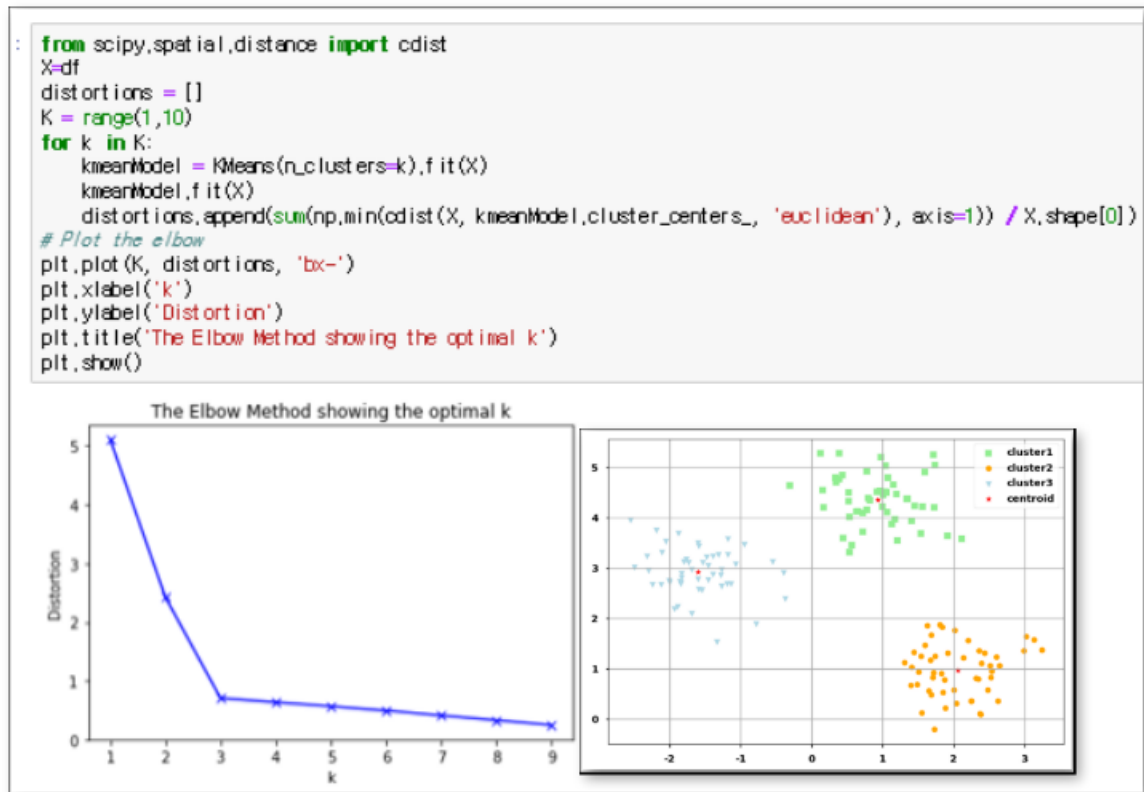 :
from scipy.spatial.distance import cdist
X=df
distortions = []
K = range(1,10)
for k in K:
    kmeanModel = KMeans(n_clusters=k).fit(X)
    kmeanModel.fit(X)
    distortions.append(sum(np.min(cdist(X, kmeanModel.cluster_centers_, 'euclidean'), axis=1)) / X.shape[0])
# Plot the elbow
plt.plot(K, distortions, 'bx-')
plt.xlabel('k')
plt.ylabel('Distortion')
plt.title('The Elbow Method showing the optimal k')
plt.show()
The Elbow Method showing the optimal k
5
4
3
2
1
0
Distortion
1 2 3 4 5 6 7 8 9
k
cluster1
cluster2
cluster3
centroid
5
4
3
2
1
0
-2 -1 0 1 2 3